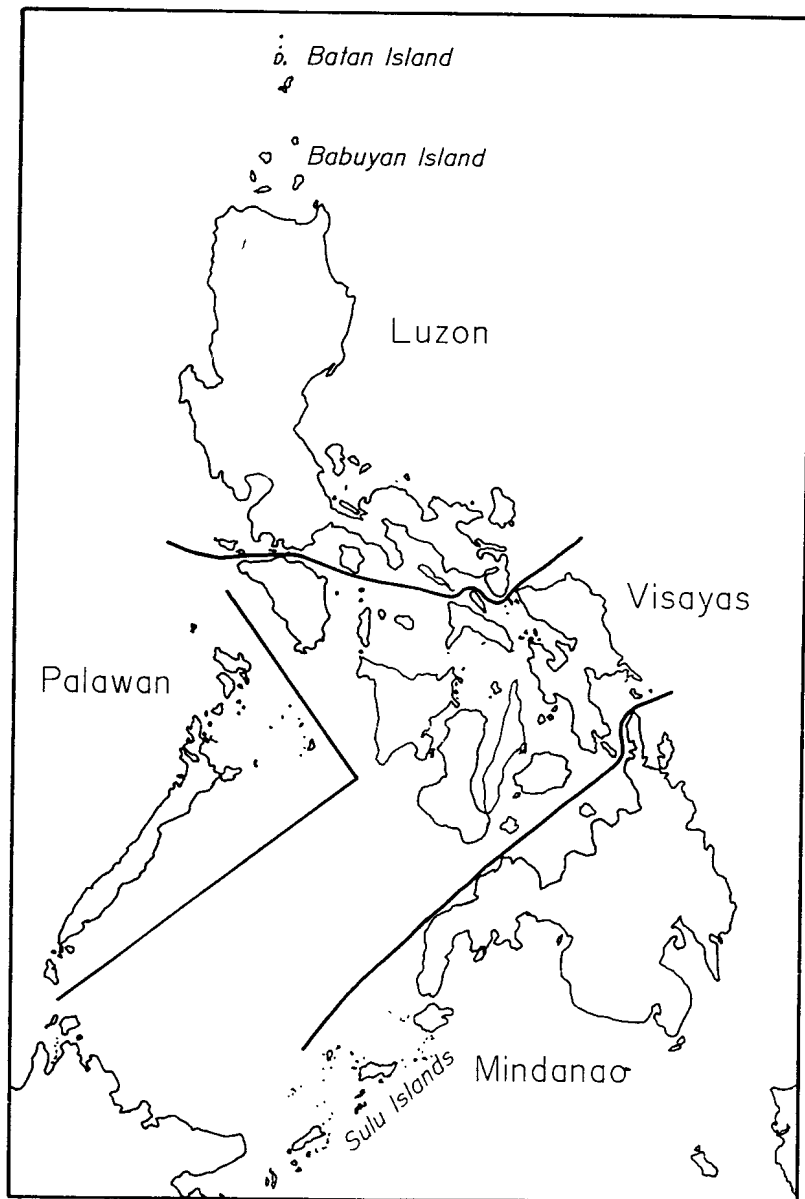 Batan Island
Babuyan Island
Luzon
Visayas
Palawan
Mindanao
Sulu Islands